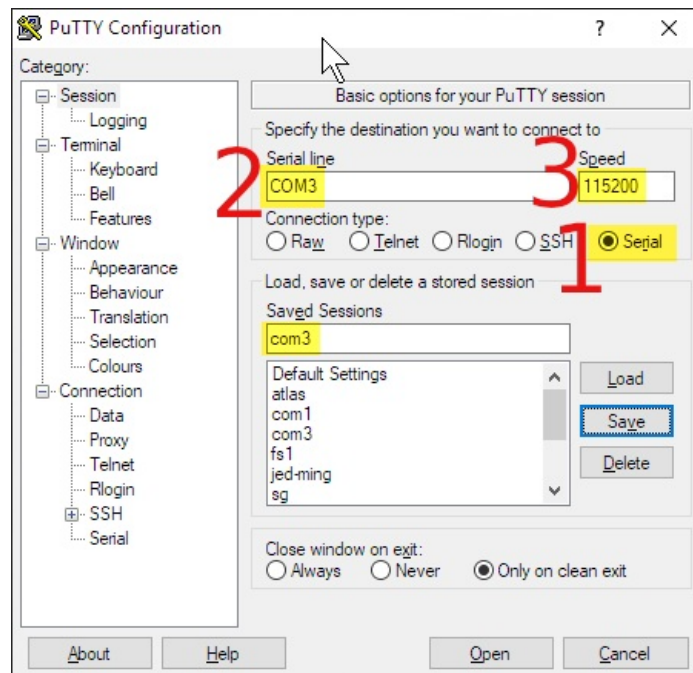 PuTTY Configuration
?
Category:
Session
Logging
Terminal
Keyboard
Bell
Features
Window
Appearance
Behaviour
Translation
Selection
Colours
Connection
Data
Proxy
Telnet
Rlogin
SSH
Serial
Basic options for your PuTTY session
Specify the destination you want to connect to
Serial line
Speed
2
COM3
3
115200
Connection type:
Raw Telnet Rlogin SSH Serial
1
Load, save or delete a stored session
Saved Sessions
com3
Default Settings
atlas
com1
com3
fs1
jed-ming
sg
Load
Save
Delete
Close window on exit:
Always Never Only on clean exit
About Help Open Cancel